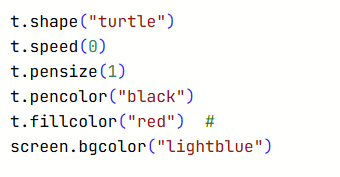 t.shape("turtle")
t.speed(0)
t.pensize(1)
t.pencolor("black")
t.fillcolor("red")  #
screen.bgcolor("lightblue")